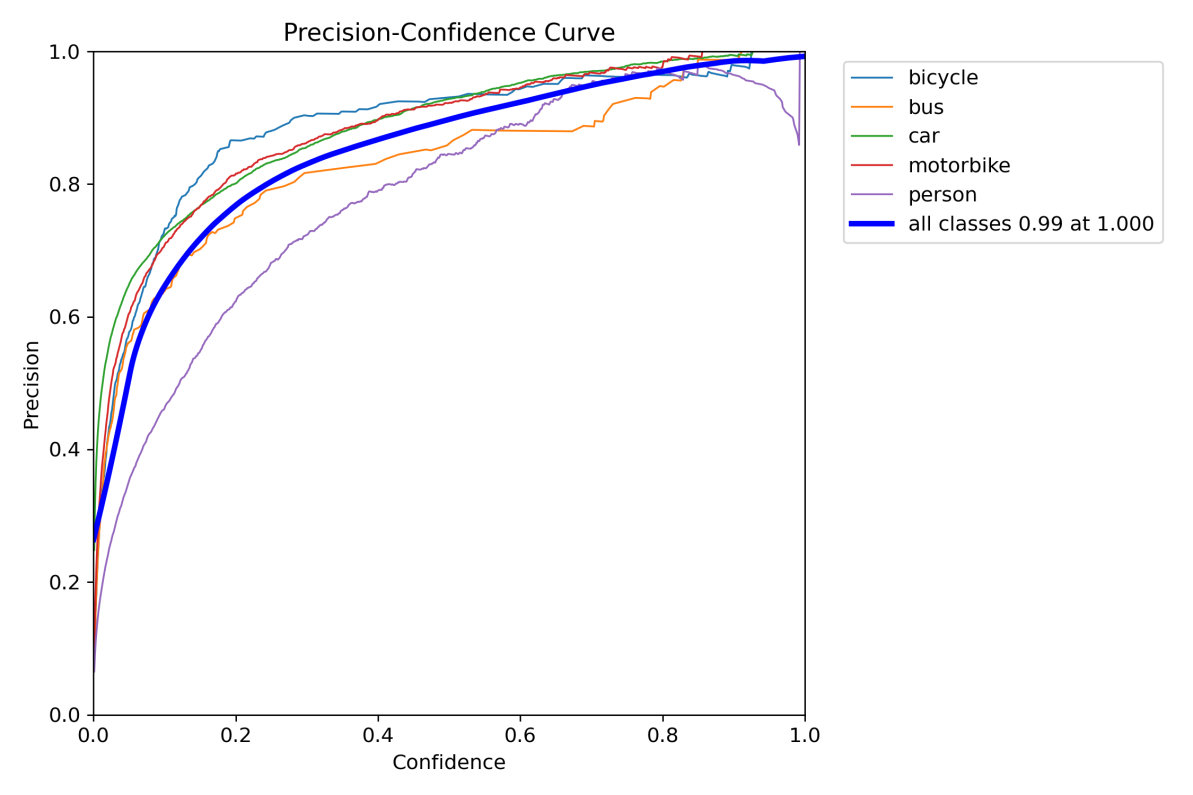 Precision-Confidence Curve
1.0
0.8
0.6
0.4
0.2
0.0
Precision
0.0 0.2 0.4 0.6 0.8 1.0
Confidence
bicycle
bus
car
motorbike
person
all classes 0.99 at 1.000